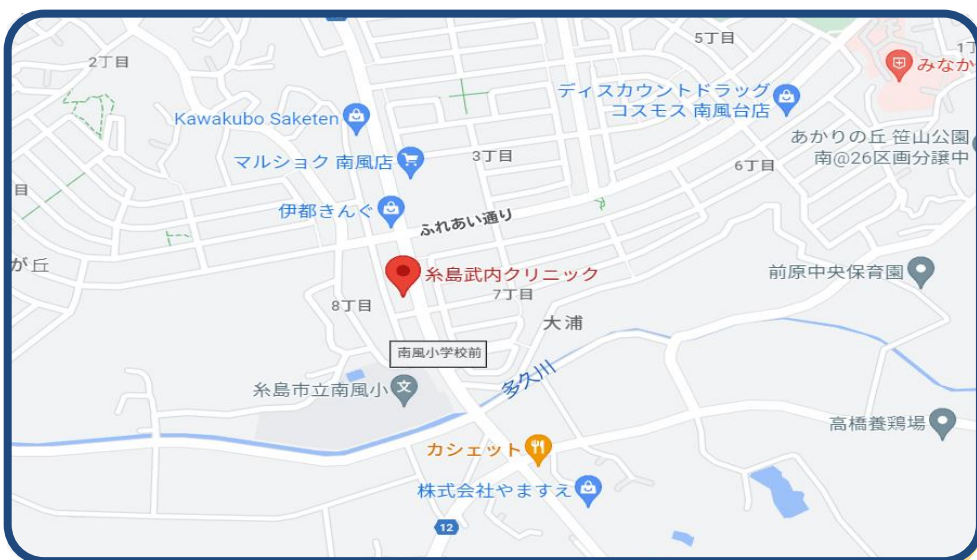 5丁目
1丁
2丁目
みなか
ディスカウントドラッグ
コスモス 南風台店
Kawakubo Saketen
あかりの丘 笹山公園
南@26区画分譲中
マルショク 南風店
3丁目
6丁目
目
伊都きんぐ
ふれあい通り
が丘
糸島武内クリニック
前原中央保育園
7丁目
8丁目
大浦
南風小学校前
多久川
糸島市立南風小
文
高橋養鶏場
カシェット
株式会社やますえ
12